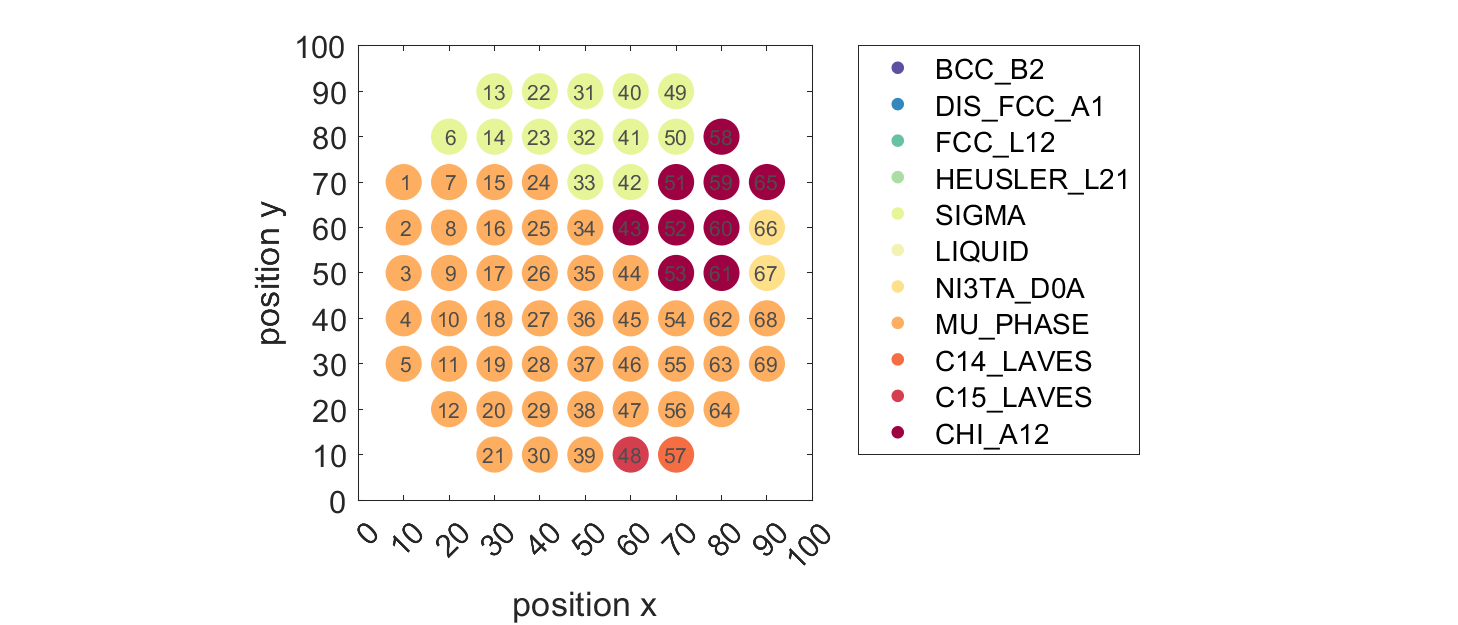 100
90 13 22 31 40 49
80 6 14 23 32 41 50 58
70 1 7 15 24 33 42 51 59 65
60 2 8 16 25 34 43 52 60 66
50 3 9 17 26 35 44 53 61 67
40 4 10 18 27 36 45 54 62 68
30 5 11 19 28 37 46 55 63 69
20 12 20 29 38 47 56 64
10 21 30 39 48 57
0
0 10 20 30 40 50 60 70 80 90 100
position x
position y
BCC_B2
DIS_FCC_A1
FCC_L12
HEUSLER_L21
SIGMA
LIQUID
NI3TA_D0A
MU_PHASE
C14_LAVES
C15_LAVES
CHI_A12